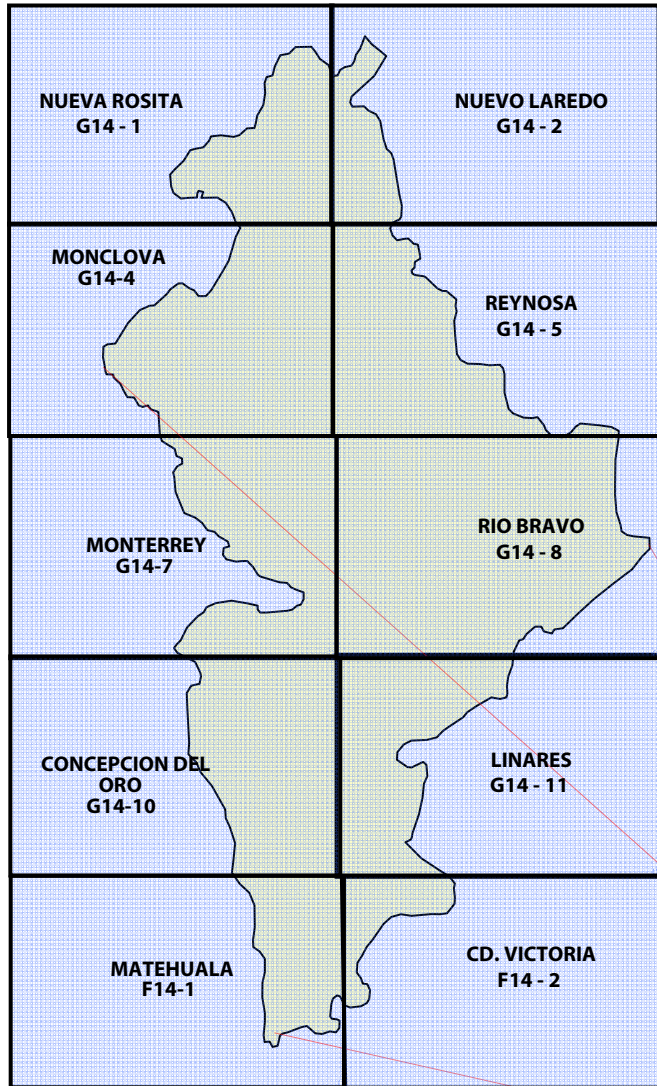 NUEVA ROSITA
G14 - 1
NUEVO LAREDO
G14 - 2
MONCLOVA
G14-4
REYNOSA
G14 - 5
MONTERREY
G14-7
RIO BRAVO
G14 - 8
CONCEPCION DEL
ORO
G14-10
LINARES
G14 - 11
MATEHUALA
F14-1
CD. VICTORIA
F14 - 2